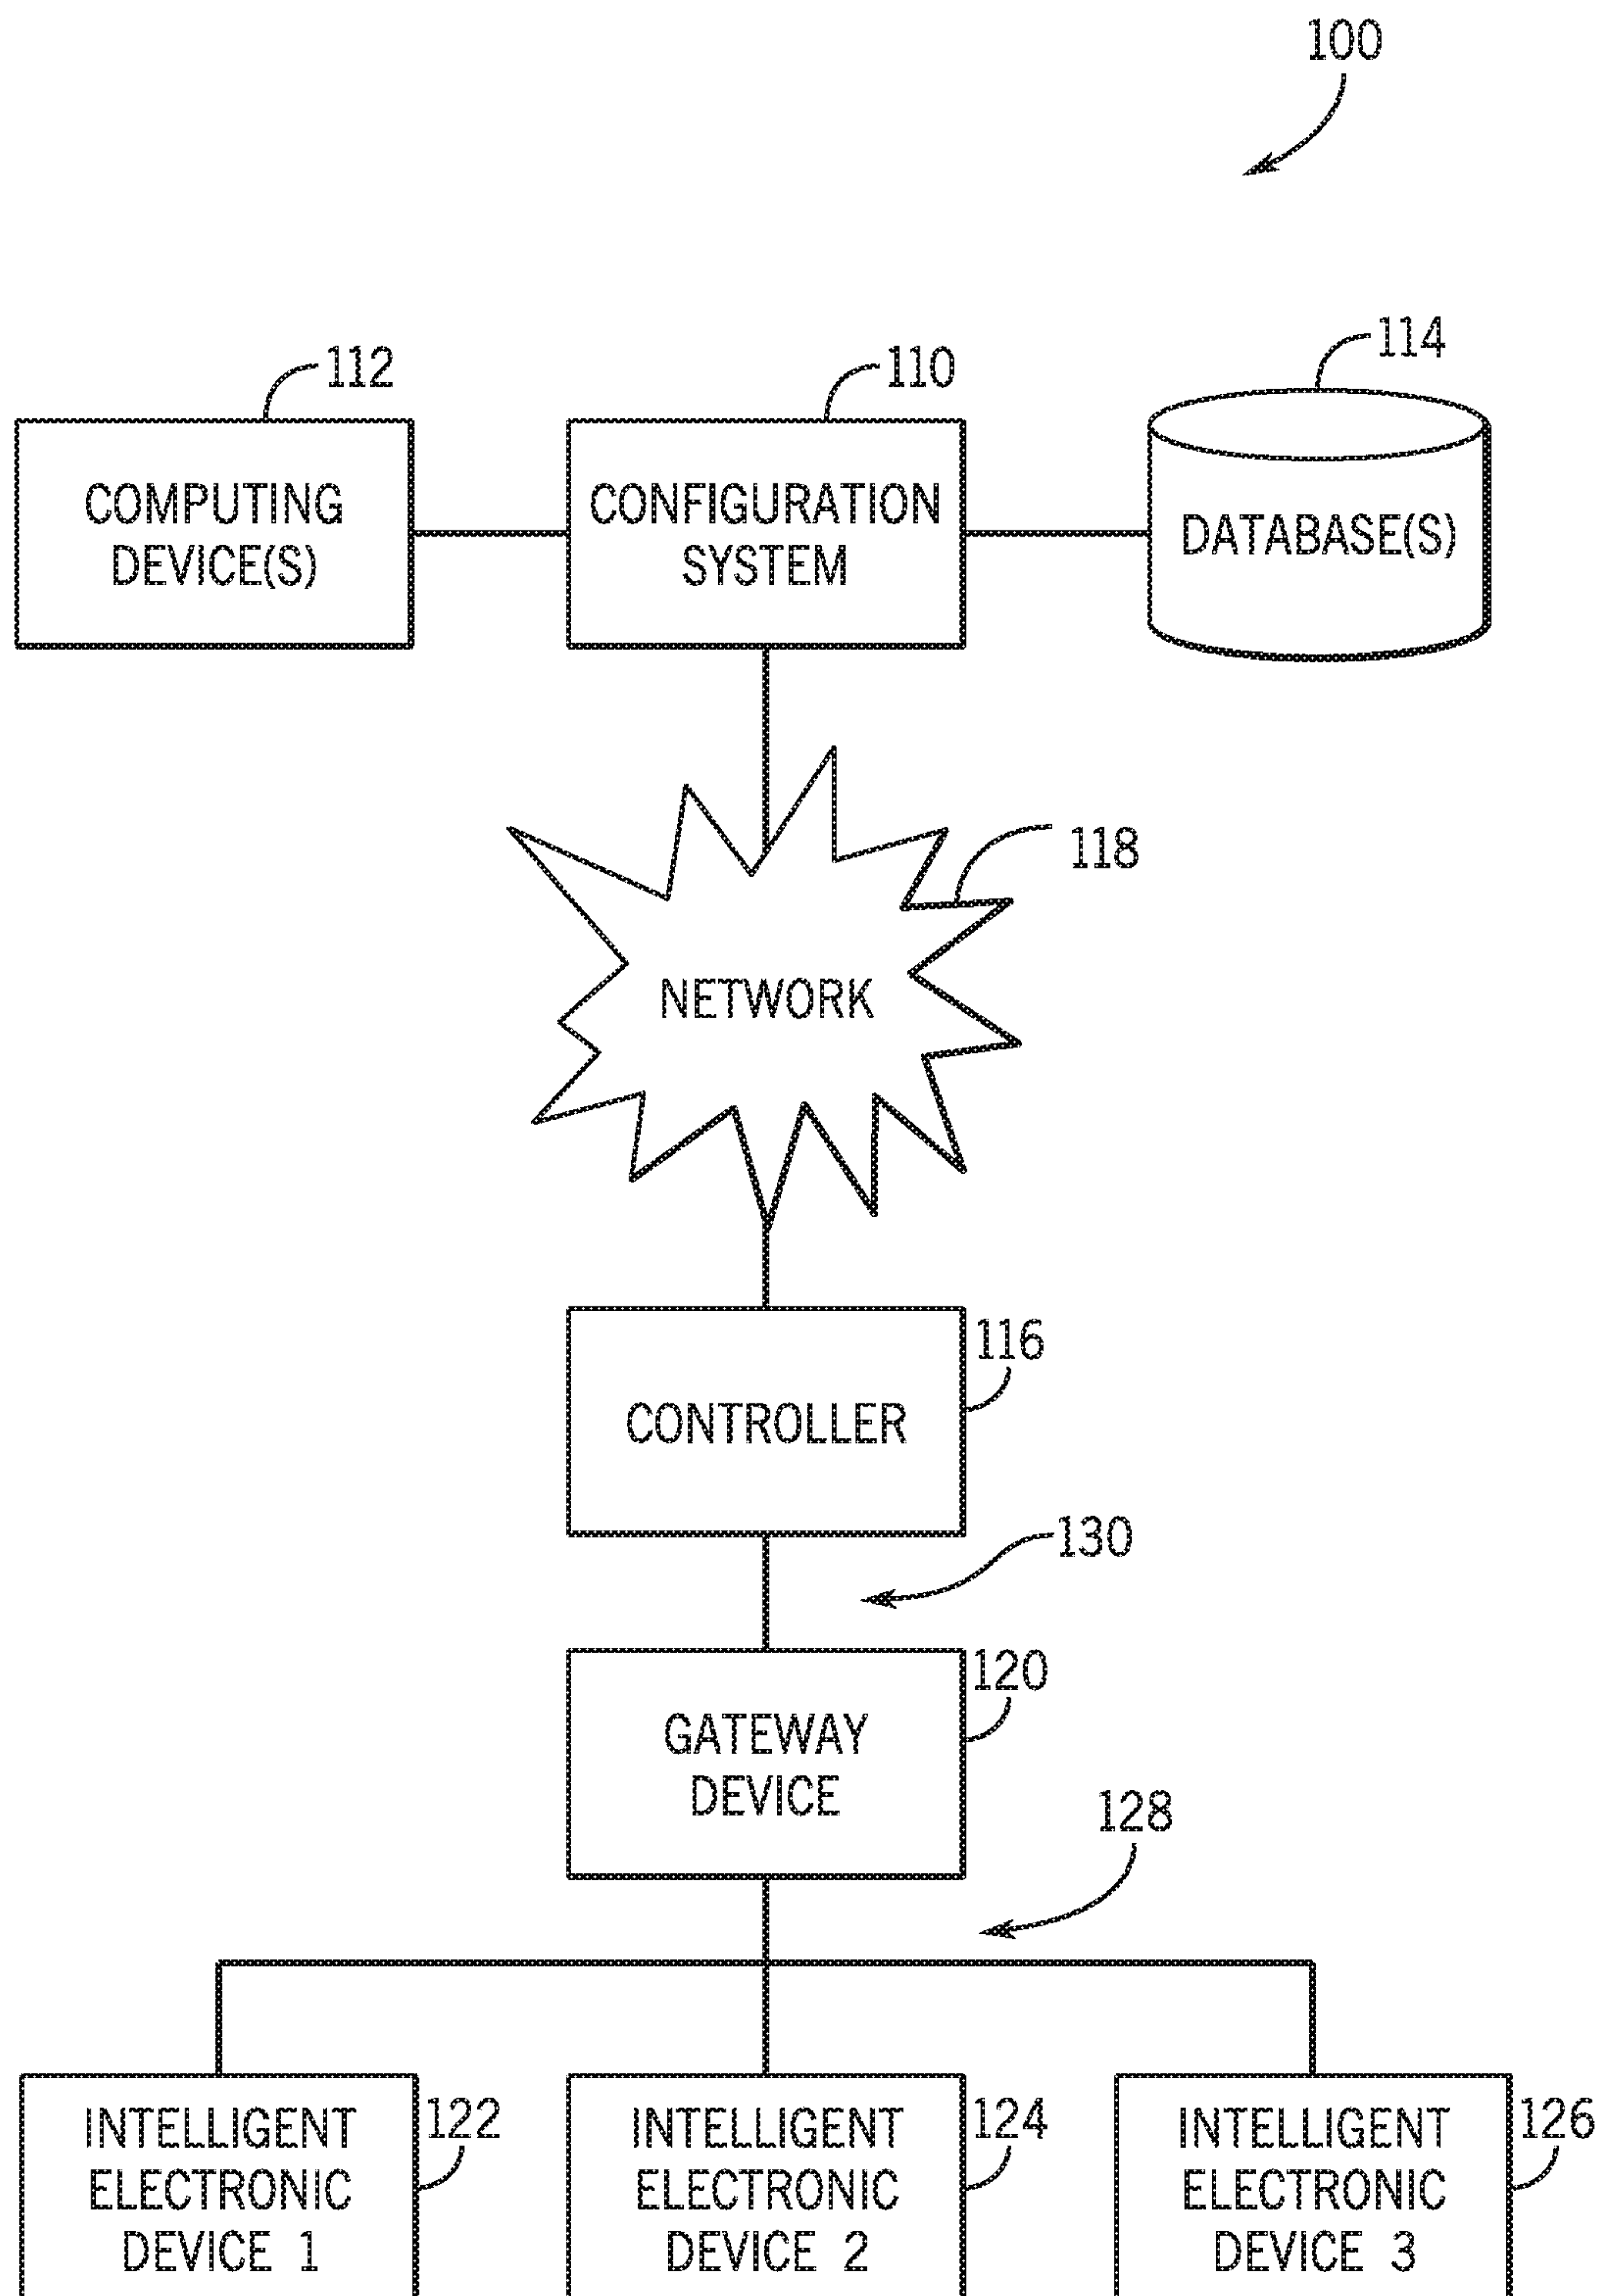 100
112
110
114
COMPUTING
DEVICE(S)
CONFIGURATION
SYSTEM
DATABASE(S)
118
NETWORK
116
CONTROLLER
130
120
GATEWAY
DEVICE
128
122
124
126
INTELLIGENT
ELECTRONIC
DEVICE 1
INTELLIGENT
ELECTRONIC
DEVICE 2
INTELLIGENT
ELECTRONIC
DEVICE 3